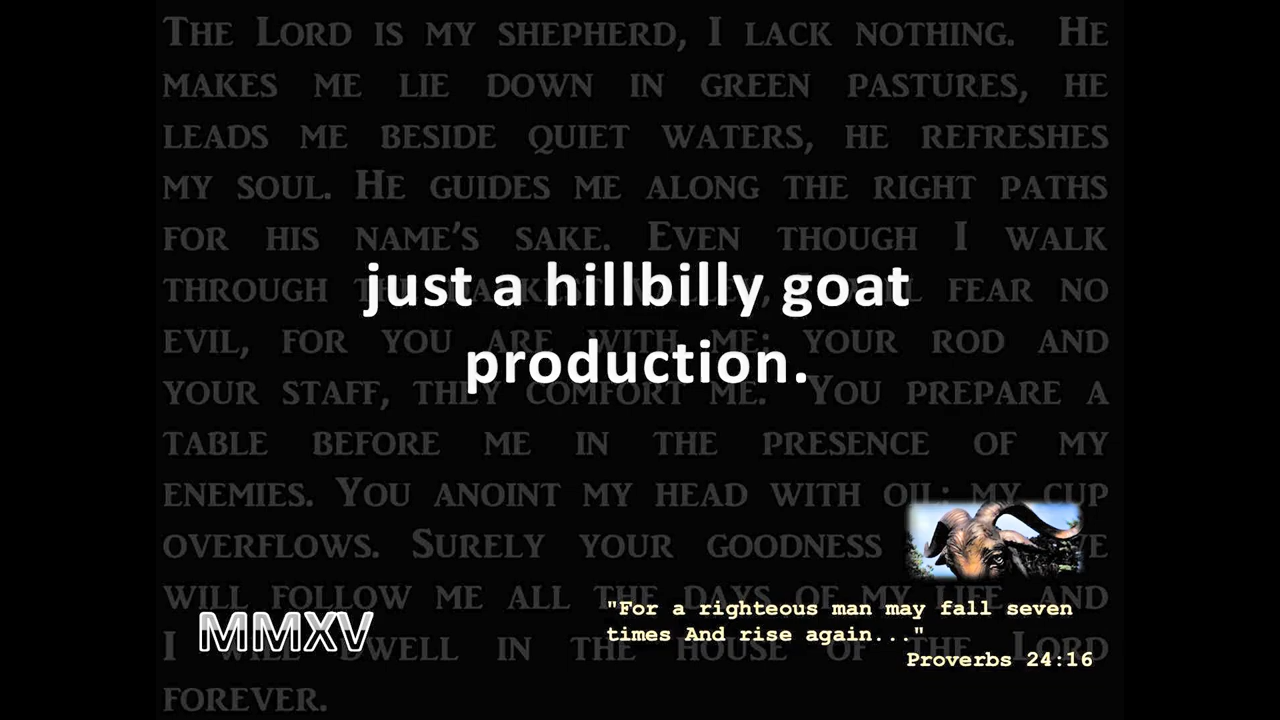 The Lord is my shepherd, I lack nothing. He
makes me lie down in green pastures, he
leads me beside quiet waters, he refreshes
my soul. He guides me along the right paths
for his name's sake. Even though I walk
through fear no
evil, for you are with me; your rod and
your staff, they comfort me. You prepare a
table before me in the presence of my
enemies. You anoint my head with oil; my cup
overflows. Surely your goodness
will follow me all the days of my life, and
I will dwell in the house of the Lord
forever.
just a hillbilly goat
production.
MMXV
"For a righteous man may fall seven
times And rise again..."
Proverbs 24:16